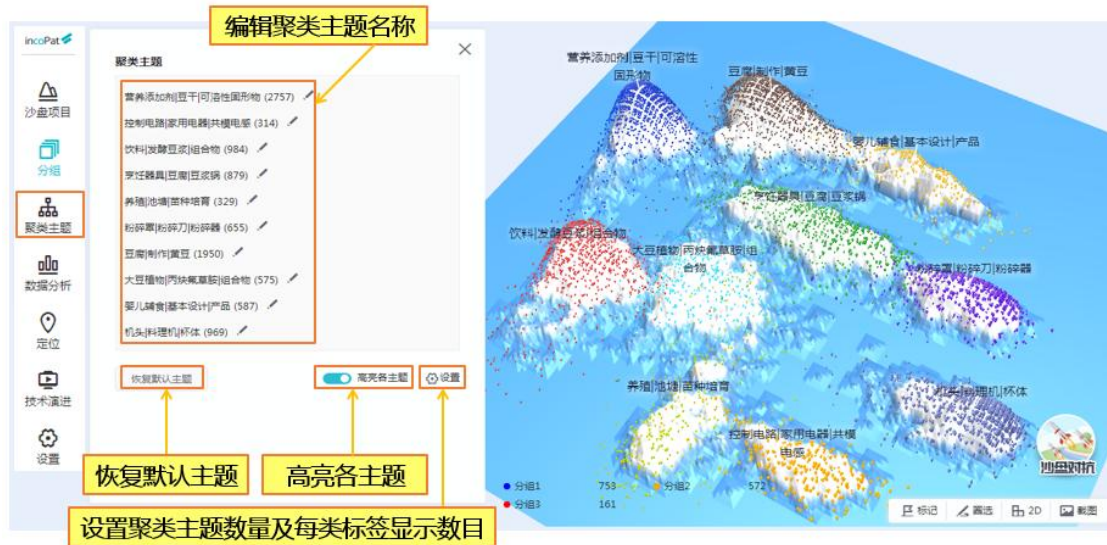 编辑聚类主题名称
incoPat
沙盘项目
分组
聚类主题
数据分析
定位
技术演进
设置
聚类主题
营养添加剂|豆干|可溶性固形物 (2757)
控制电路|家用电器|共模电感 (314)
饮料|发酵豆浆|组合物 (984)
烹饪器具|豆腐|豆浆锅 (879)
养殖|池塘|苗种培育 (329)
粉碎罩|粉碎刀|粉碎器 (655)
豆腐|制作|黄豆 (1950)
大豆植物|丙炔氟草胺|组合物 (575)
婴儿辅食|基本设计|产品 (587)
机头|料理机|杯体 (969)
恢复默认主题
高亮各主题
设置
恢复默认主题
高亮各主题
设置聚类主题数量及每类标签显示数目
营养添加剂|豆干|可溶性
固形物
豆腐|制作|黄豆
婴儿辅食|基本设计|产品
烹饪器具|豆腐|豆浆锅
饮料|发酵豆浆|组合物
大豆植物|丙炔氟草胺|组
合物
粉碎罩|粉碎刀|粉碎器
养殖|池塘|苗种培育
机头|料理机|杯体
控制电路|家用电器|共模
电感
分组1 753 分组2 572
分组3 161
沙盘对抗
标记 圈选 2D 截图